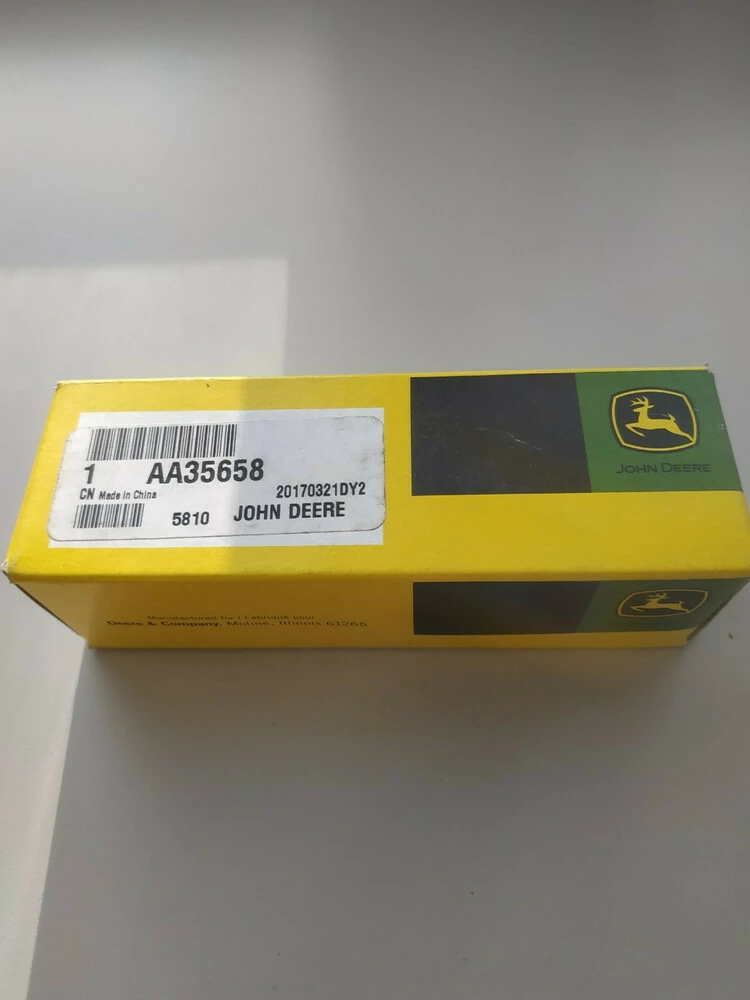 1 AA35658
CN Made in China
20170321DY2
5810 JOHN DEERE
JOHN DEERE
Manufactured for / Fabriqué pour
Deere & Company, Moline, Illinois 61265